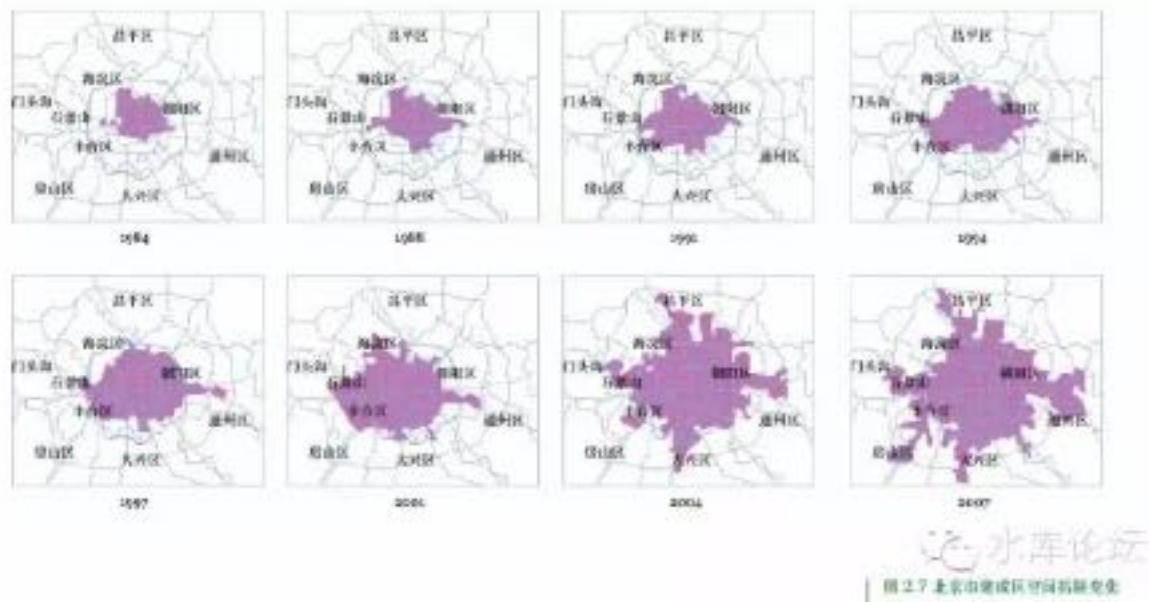 昌平区 昌平区 昌平区 昌平区
海淀区 海淀区 海淀区 海淀区
门头沟 朝阳区 门头沟 朝阳区 门头沟 朝阳区 门头沟 朝阳区
石景山 石景山 石景山 石景山
丰台区 丰台区 丰台区 丰台区
通州区 通州区 通州区 通州区
房山区 大兴区 房山区 大兴区 房山区 大兴区 房山区 大兴区
1984 1988 1991 1994
昌平区 昌平区 昌平区 昌平区
海淀区 海淀区 海淀区 海淀区
门头沟 朝阳区 门头沟 朝阳区 门头沟 朝阳区 门头沟 朝阳区
石景山 石景山 石景山 石景山
丰台区 丰台区 丰台区 丰台区
通州区 通州区 通州区 通州区
房山区 大兴区 房山区 大兴区 房山区 大兴区 房山区 大兴区
1997 2001 2004 2007
水库论坛
图 2.7 北京市建成区空间拓展变化